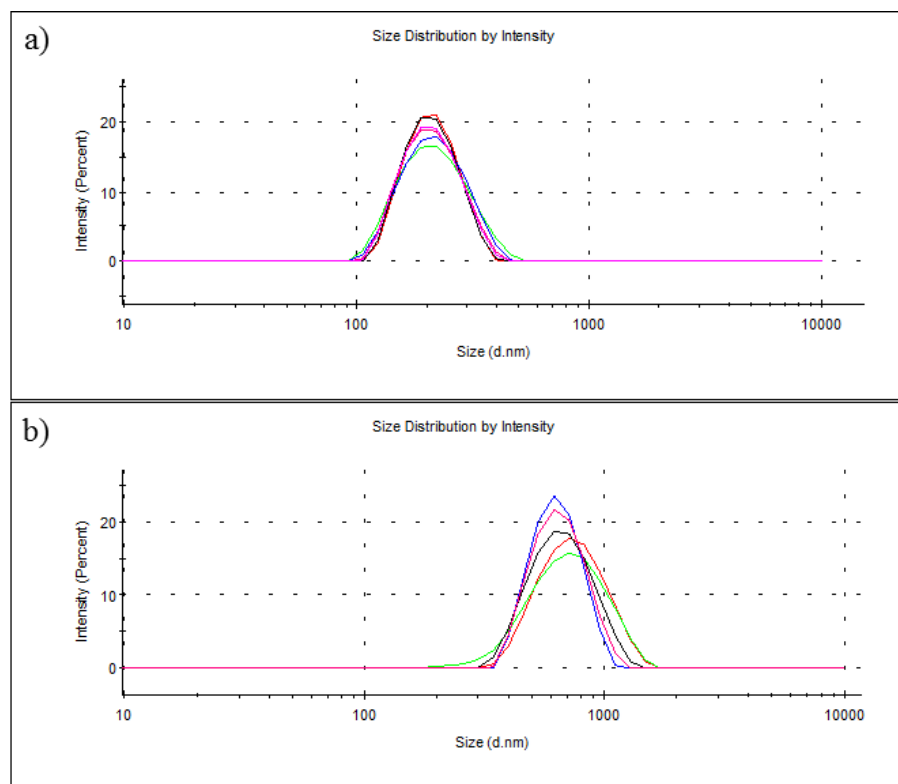 a)
Size Distribution by Intensity
20
10
0
Intensity (Percent)
10 100 1000 10000
Size (d.nm)
b)
Size Distribution by Intensity
20
10
0
Intensity (Percent)
10 100 1000 10000
Size (d.nm)